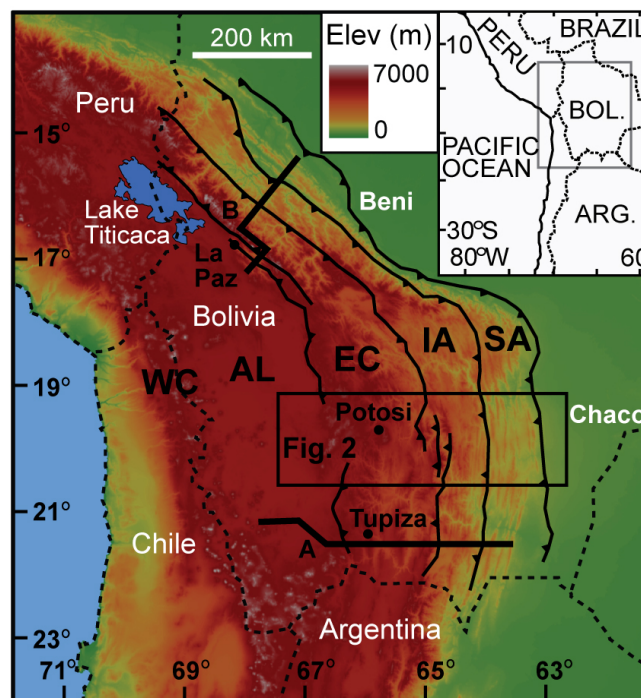 200 km
Elev (m)
7000
0
10
PERU
BRAZIL
BOL.
PACIFIC
OCEAN
ARG.
30°S
80°W
60
Peru
15°
Lake
Titicaca
B
Beni
La
Paz
17°
Bolivia
WC
AL
EC
IA
SA
19°
Potosi
Chaco
Fig. 2
21°
Tupiza
A
Chile
Argentina
23°
71°
69°
67°
65°
63°